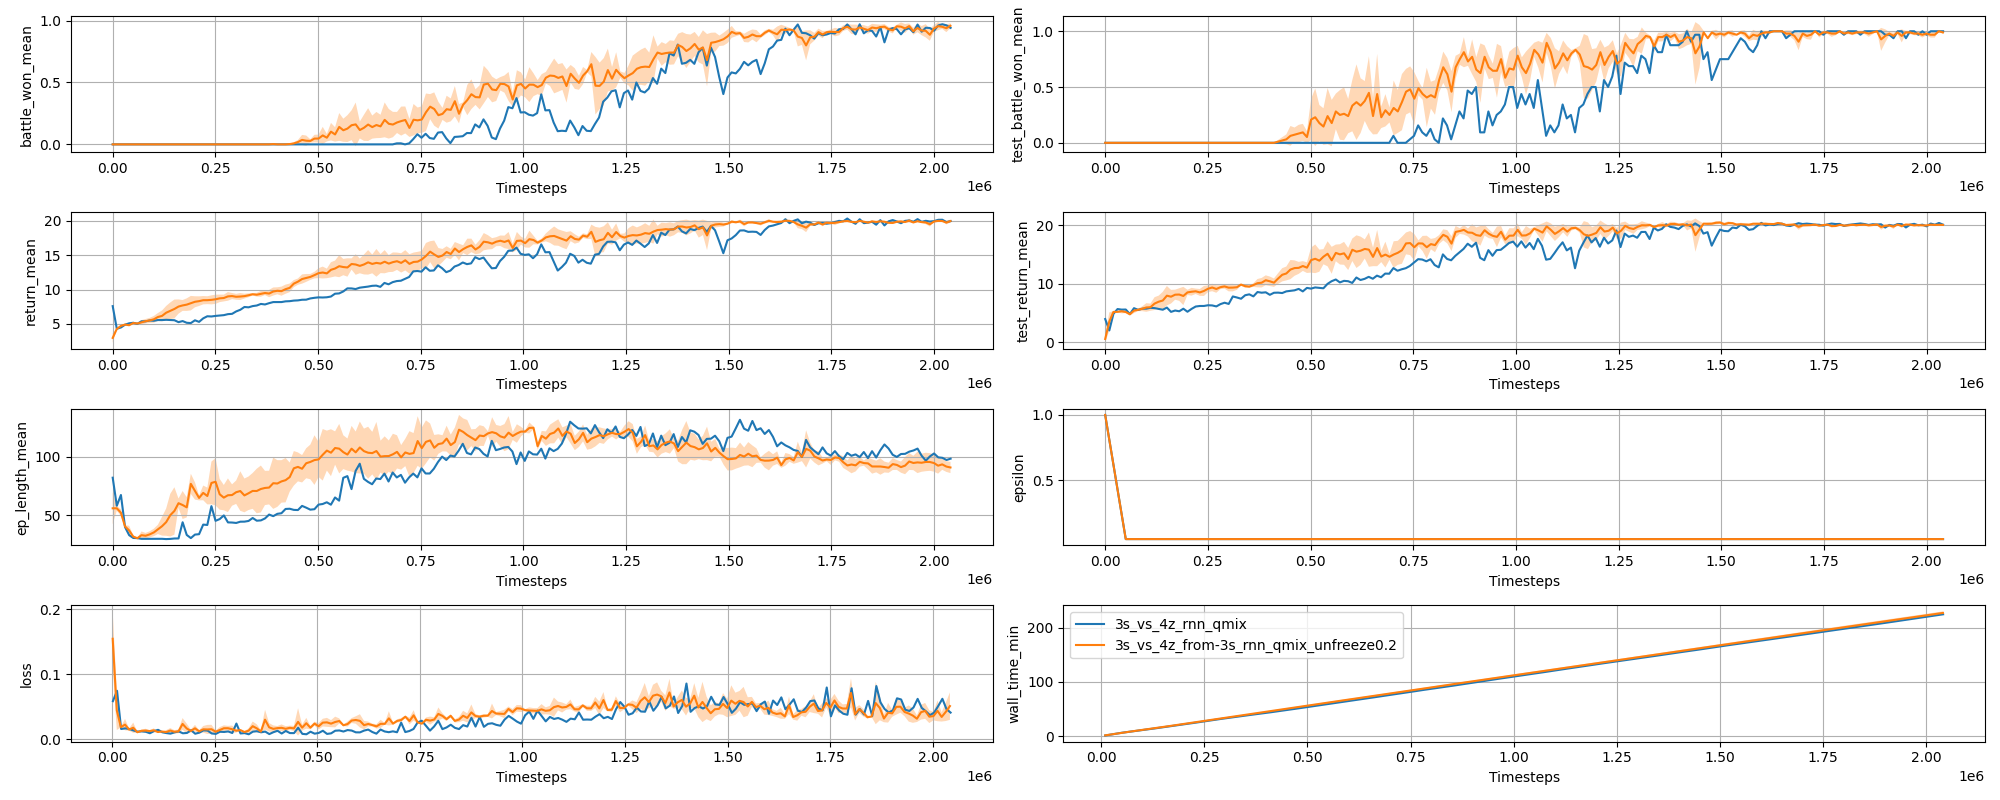 battle_won_mean
1.0
0.5
0.0
0.00 0.25 0.50 0.75 1.00 1.25 1.50 1.75 2.00
Timesteps
1e6
test_battle_won_mean
1.0
0.5
0.0
0.00 0.25 0.50 0.75 1.00 1.25 1.50 1.75 2.00
Timesteps
1e6
return_mean
20
15
10
5
0.00 0.25 0.50 0.75 1.00 1.25 1.50 1.75 2.00
Timesteps
1e6
test_return_mean
20
10
0
0.00 0.25 0.50 0.75 1.00 1.25 1.50 1.75 2.00
Timesteps
1e6
ep_length_mean
100
50
0.00 0.25 0.50 0.75 1.00 1.25 1.50 1.75 2.00
Timesteps
1e6
epsilon
1.0
0.5
0.00 0.25 0.50 0.75 1.00 1.25 1.50 1.75 2.00
Timesteps
1e6
loss
0.2
0.1
0.0
0.00 0.25 0.50 0.75 1.00 1.25 1.50 1.75 2.00
Timesteps
1e6
wall_time_min
200
100
0
3s_vs_4z_rnn_qmix
3s_vs_4z_from-3s_rnn_qmix_unfreeze0.2
0.00 0.25 0.50 0.75 1.00 1.25 1.50 1.75 2.00
Timesteps
1e6